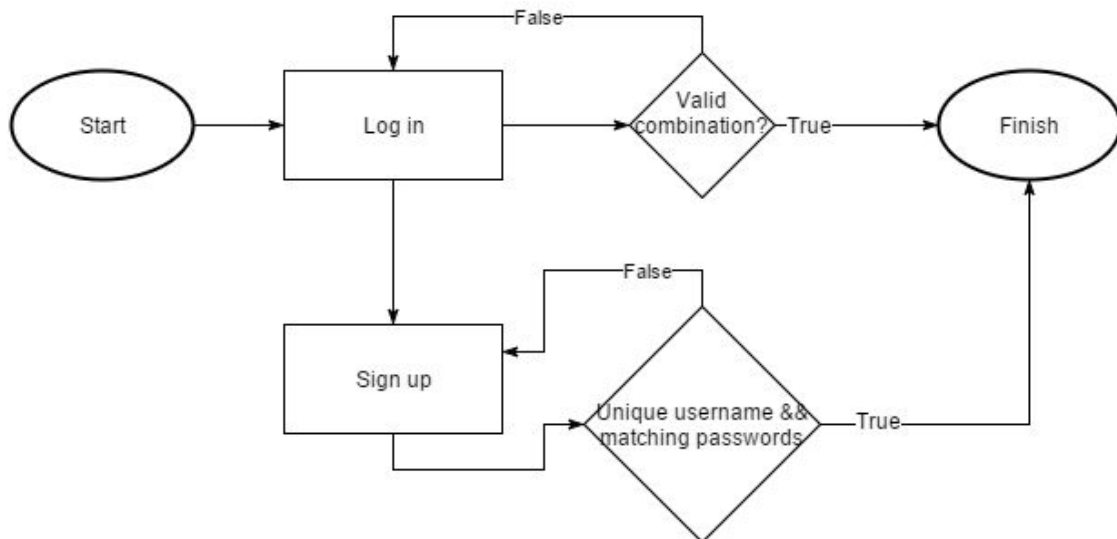 False
Start
Log in
Valid
combination?
True
Finish
False
Sign up
Unique username &&
matching passwords
True